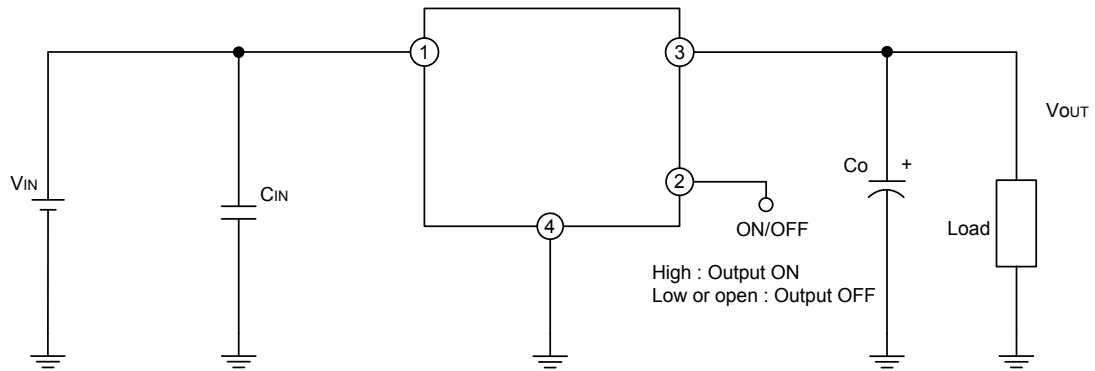 1
3
VOUT
Co +
2
VIN
CIN
ON/OFF
4
Load
High : Output ON
Low or open : Output OFF